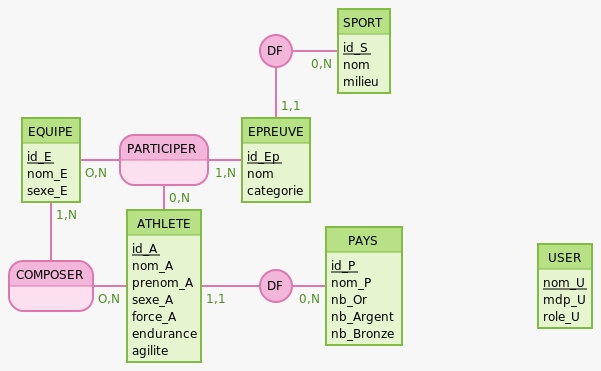 SPORT
id_S
nom
milieu
DF
0,N
1,1
EQUIPE
id_E
nom_E
sexe_E
O,N
PARTICIPER
1,N
EPREUVE
id_Ep
nom
categorie
0,N
1,N
COMPOSER
O,N
ATHLETE
id_A
nom_A
prenom_A
sexe_A
force_A
endurance
agilite
1,1
DF
0,N
PAYS
id_P
nom_P
nb_Or
nb_Argent
nb_Bronze
USER
nom_U
mdp_U
role_U